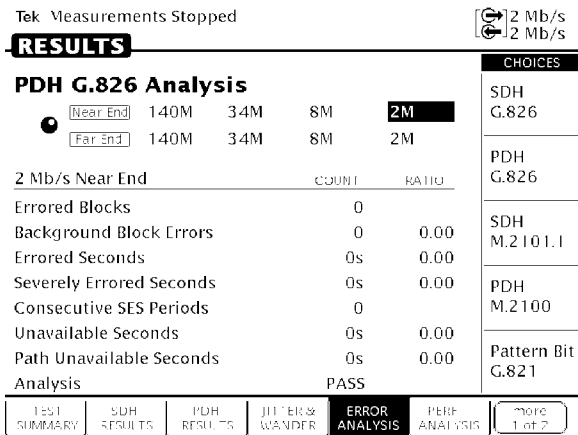 Tek Measurements Stopped
2 Mb/s
2 Mb/s
RESULTS
CHOICES
PDH G.826 Analysis
Near End 140M 34M 8M 2M
Far End 140M 34M 8M 2M
2 Mb/s Near End COUNT RATIO
Errored Blocks 0
Background Block Errors 0 0.00
Errored Seconds 0s 0.00
Severely Errored Seconds 0s 0.00
Consecutive SES Periods 0
Unavailable Seconds 0s 0.00
Path Unavailable Seconds 0s 0.00
Analysis PASS
SDH
G.826
PDH
G.826
SDH
M.2101.1
PDH
M.2100
Pattern Bit
G.821
TEST SUMMARY
SDH RESULTS
PDH RESULTS
JITTER & WANDER
ERROR ANALYSIS
PERF ANALYSIS
more 1 of 2